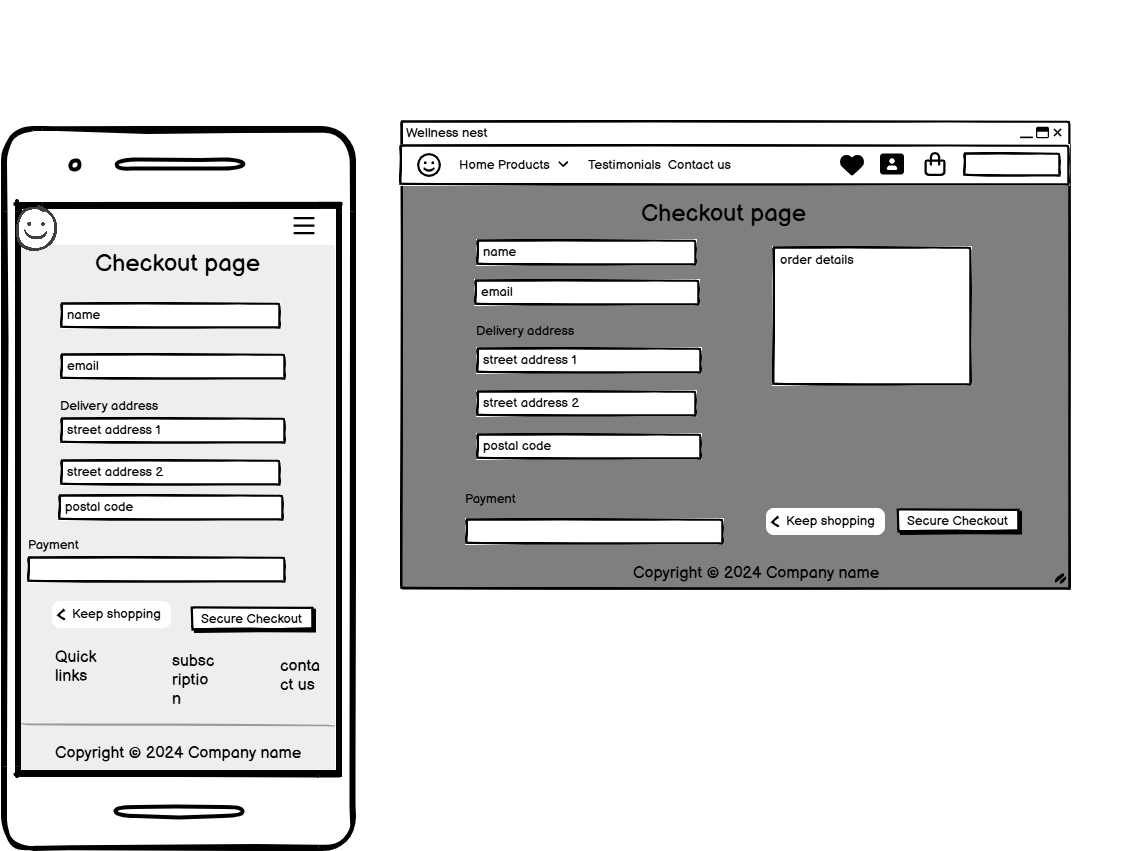 Checkout page
name
email
Delivery address
street address 1
street address 2
postal code
Payment
Keep shopping
Secure Checkout
Quick
links
subsc
riptio
n
conta
ct us
Copyright © 2024 Company name
Wellness nest
Home Products Testimonials Contact us
Checkout page
name
email
Delivery address
street address 1
street address 2
postal code
Payment
order details
Keep shopping
Secure Checkout
Copyright © 2024 Company name